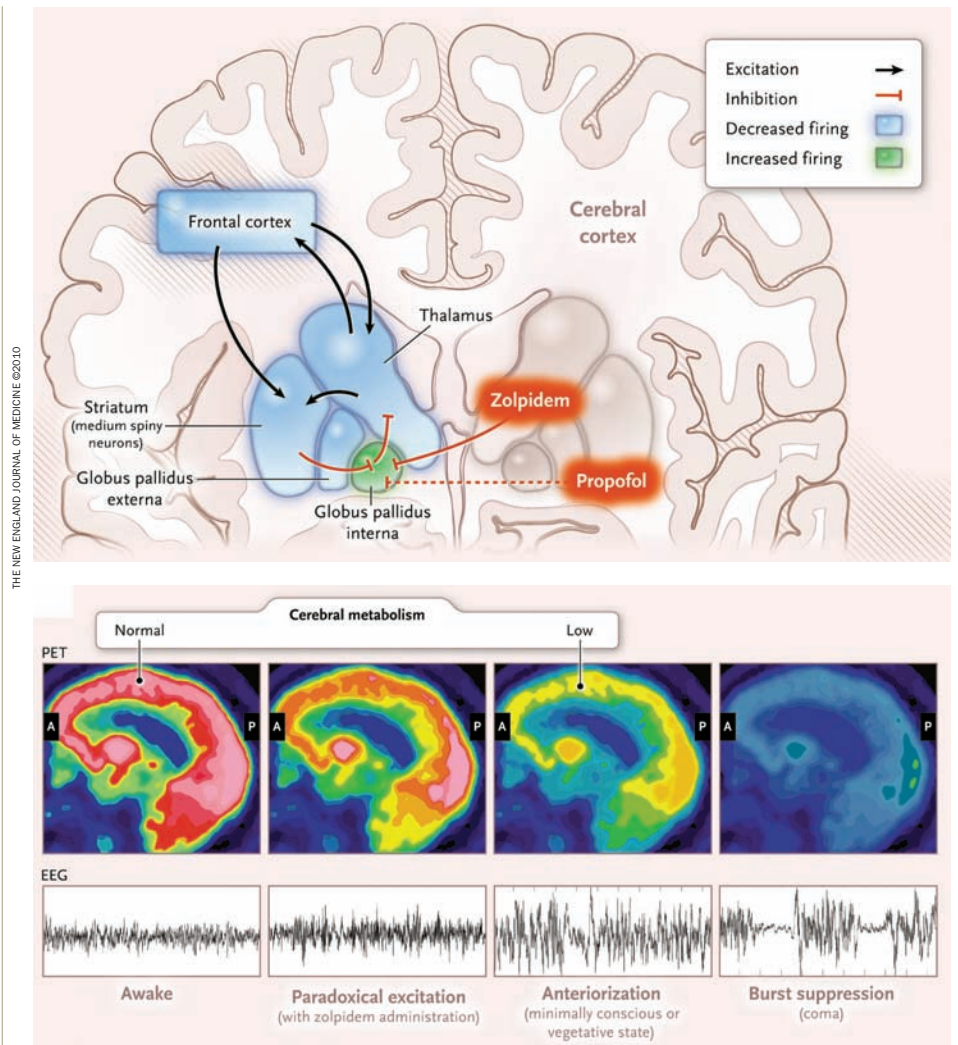 THE NEW ENGLAND JOURNAL OF MEDICINE ©2010
Excitation
Inhibition
Decreased firing
Increased firing
Frontal cortex
Cerebral
cortex
Thalamus
Zolpidem
Striatum
(medium spiny
neurons)
Globus pallidus
externa
Propofol
Globus pallidus
interna
Cerebral metabolism
Normal
Low
PET
A
P
A
P
A
P
A
P
EEG
Awake
Paradoxical excitation
(with zolpidem administration)
Anteriorization
(minimally conscious or
vegetative state)
Burst suppression
(coma)